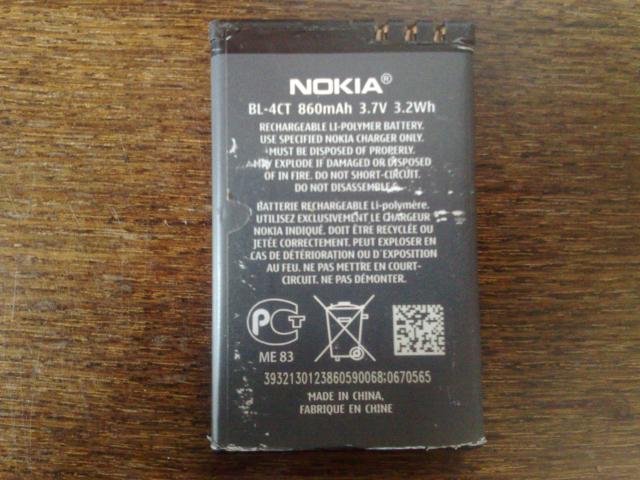 NOKIA®
BL-4CT 860mAh 3.7V 3.2Wh
RECHARGEABLE LI-POLYMER BATTERY.
USE SPECIFIED NOKIA CHARGER ONLY.
MUST BE DISPOSED OF PROPERLY.
MAY EXPLODE IF DAMAGED OR DISPOSED
OF IN FIRE. DO NOT SHORT-CIRCUIT.
DO NOT DISASSEMBLE.
BATTERIE RECHARGEABLE Li-polymère.
UTILISEZ EXCLUSIVEMENT LE CHARGEUR
NOKIA INDIQUÉ. DOIT ÊTRE RECYCLÉE OU
JETÉE CORRECTEMENT. PEUT EXPLOSER EN
CAS DE DÉTÉRIORATION OU D'EXPOSITION
AU FEU. NE PAS METTRE EN COURT-
CIRCUIT. NE PAS DÉMONTER.
PCT
ME 83
3932130123860590068;0670565
MADE IN CHINA,
FABRIQUE EN CHINE